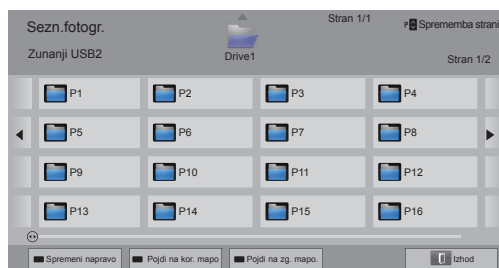 Sezn.fotogr.
Stran 1/1
P Sprememba strani
Zunanji USB2
Drive1
Stran 1/2
P1 P2 P3 P4
P5 P6 P7 P8
P9 P10 P11 P12
P13 P14 P15 P16
Spremeni napravo Pojdi na kor. mapo Pojdi na zg. mapo. Izhod